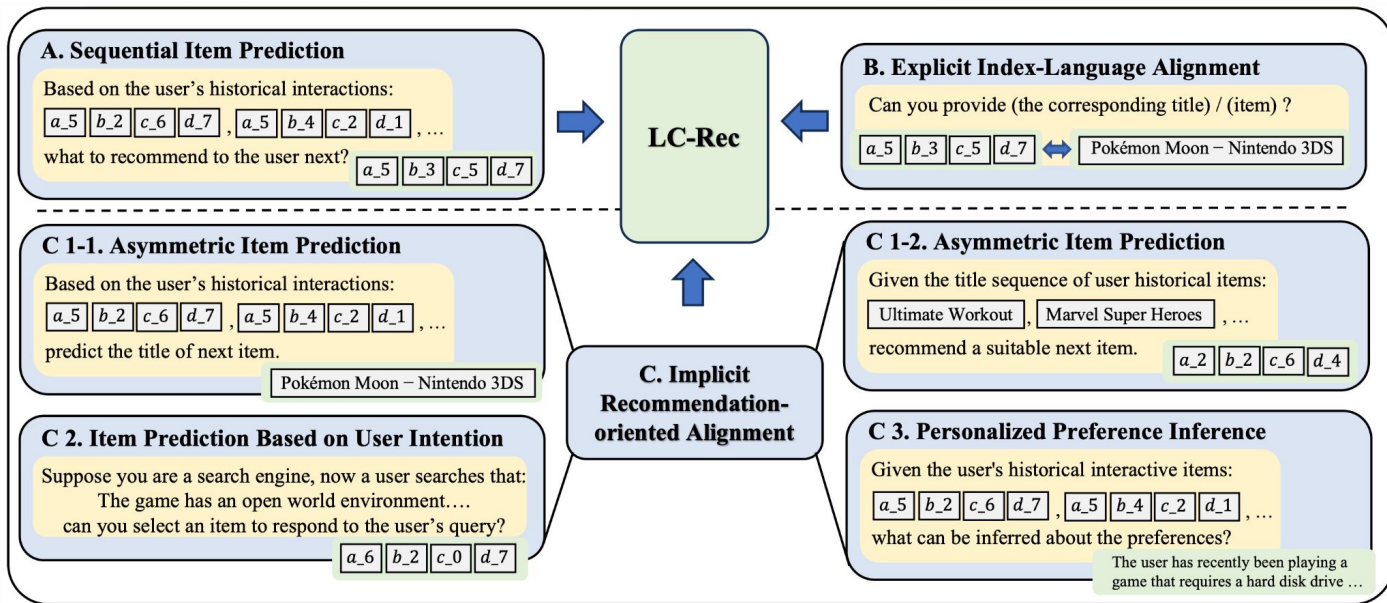 A. Sequential Item Prediction
Based on the user's historical interactions:
a_5 b_2 c_6 d_7 , a_5 b_4 c_2 d_1 , ...
what to recommend to the user next?
a_5 b_3 c_5 d_7
LC-Rec
B. Explicit Index-Language Alignment
Can you provide (the corresponding title) / (item) ?
a_5 b_3 c_5 d_7 Pokémon Moon – Nintendo 3DS
C 1-1. Asymmetric Item Prediction
Based on the user's historical interactions:
a_5 b_2 c_6 d_7 , a_5 b_4 c_2 d_1 , ...
predict the title of next item.
Pokémon Moon – Nintendo 3DS
C 1-2. Asymmetric Item Prediction
Given the title sequence of user historical items:
Ultimate Workout , Marvel Super Heroes , ...
recommend a suitable next item.
a_2 b_2 c_6 d_4
C. Implicit
Recommendation-
oriented Alignment
C 2. Item Prediction Based on User Intention
Suppose you are a search engine, now a user searches that:
The game has an open world environment….
can you select an item to respond to the user's query?
a_6 b_2 c_0 d_7
C 3. Personalized Preference Inference
Given the user's historical interactive items:
a_5 b_2 c_6 d_7 , a_5 b_4 c_2 d_1 , ...
what can be inferred about the preferences?
The user has recently been playing a
game that requires a hard disk drive ...